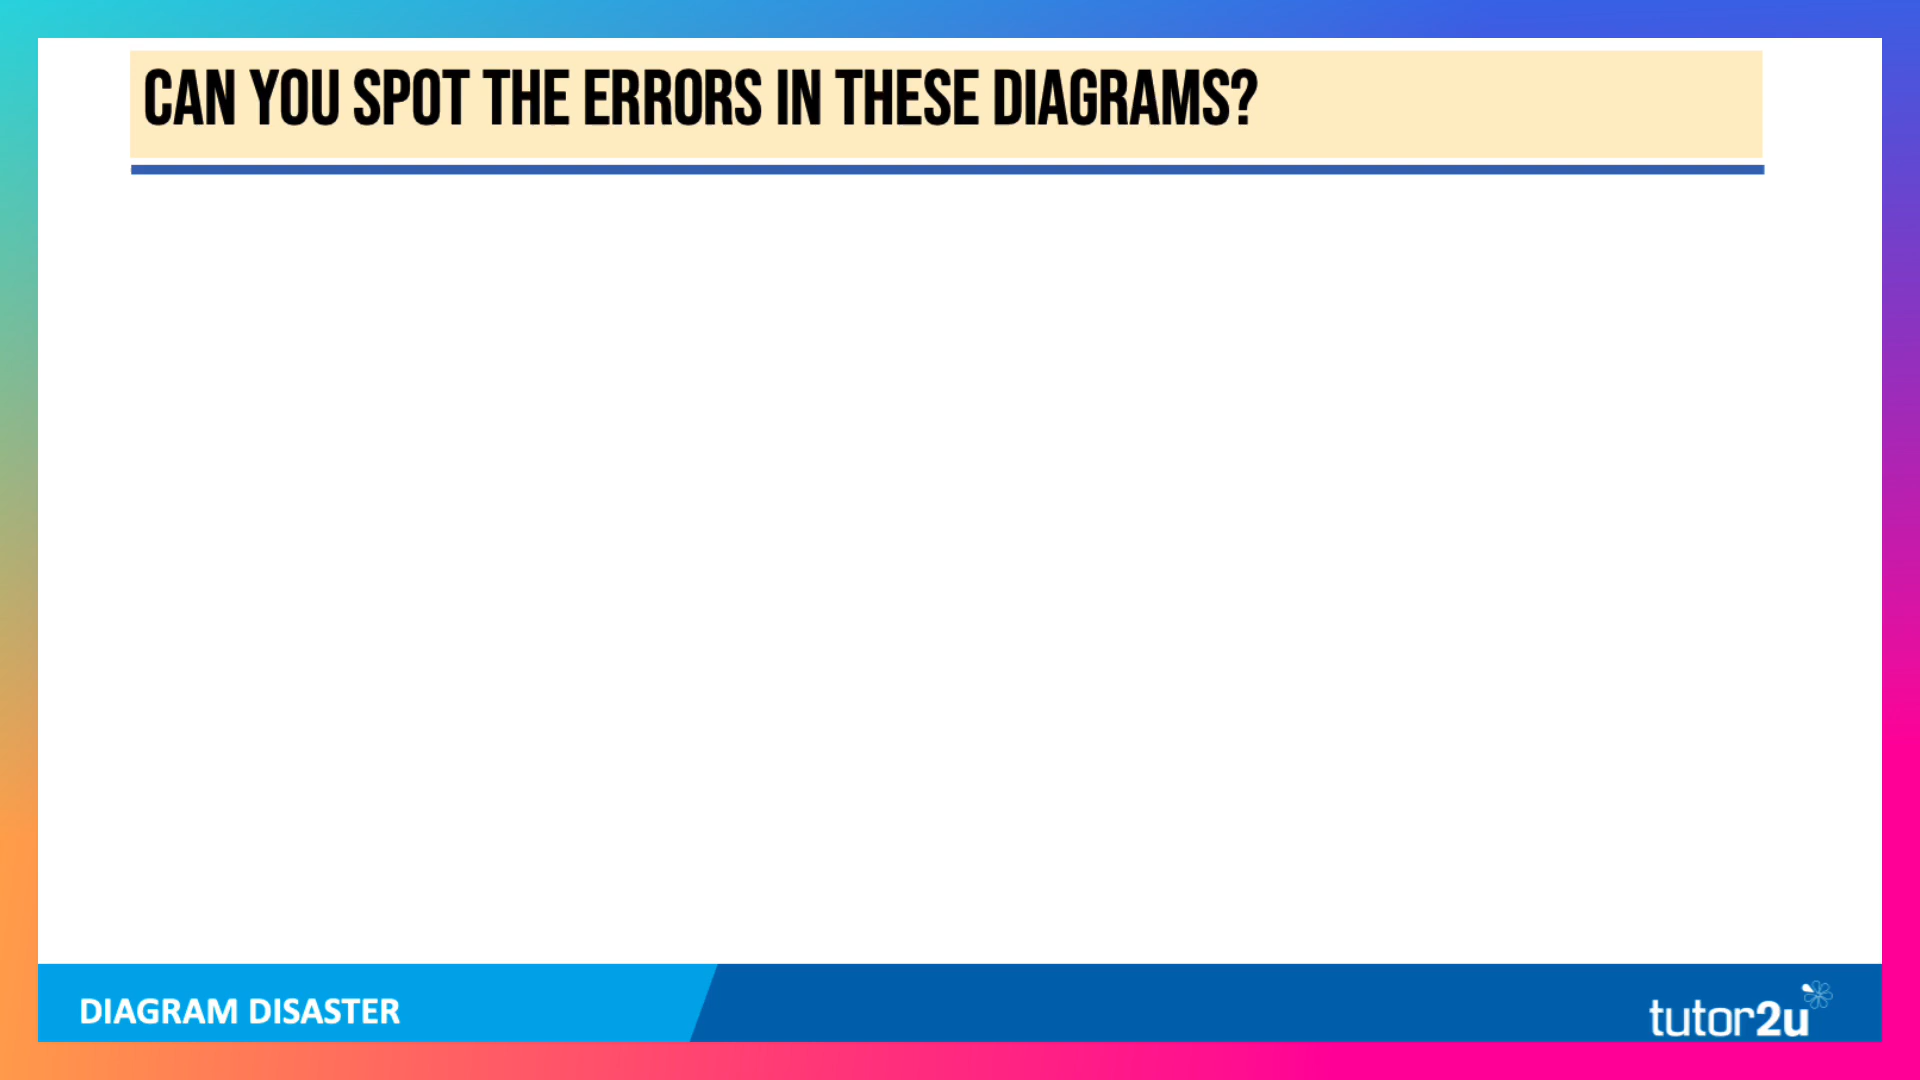 CAN YOU SPOT THE ERRORS IN THESE DIAGRAMS?
DIAGRAM DISASTER
tutor2u